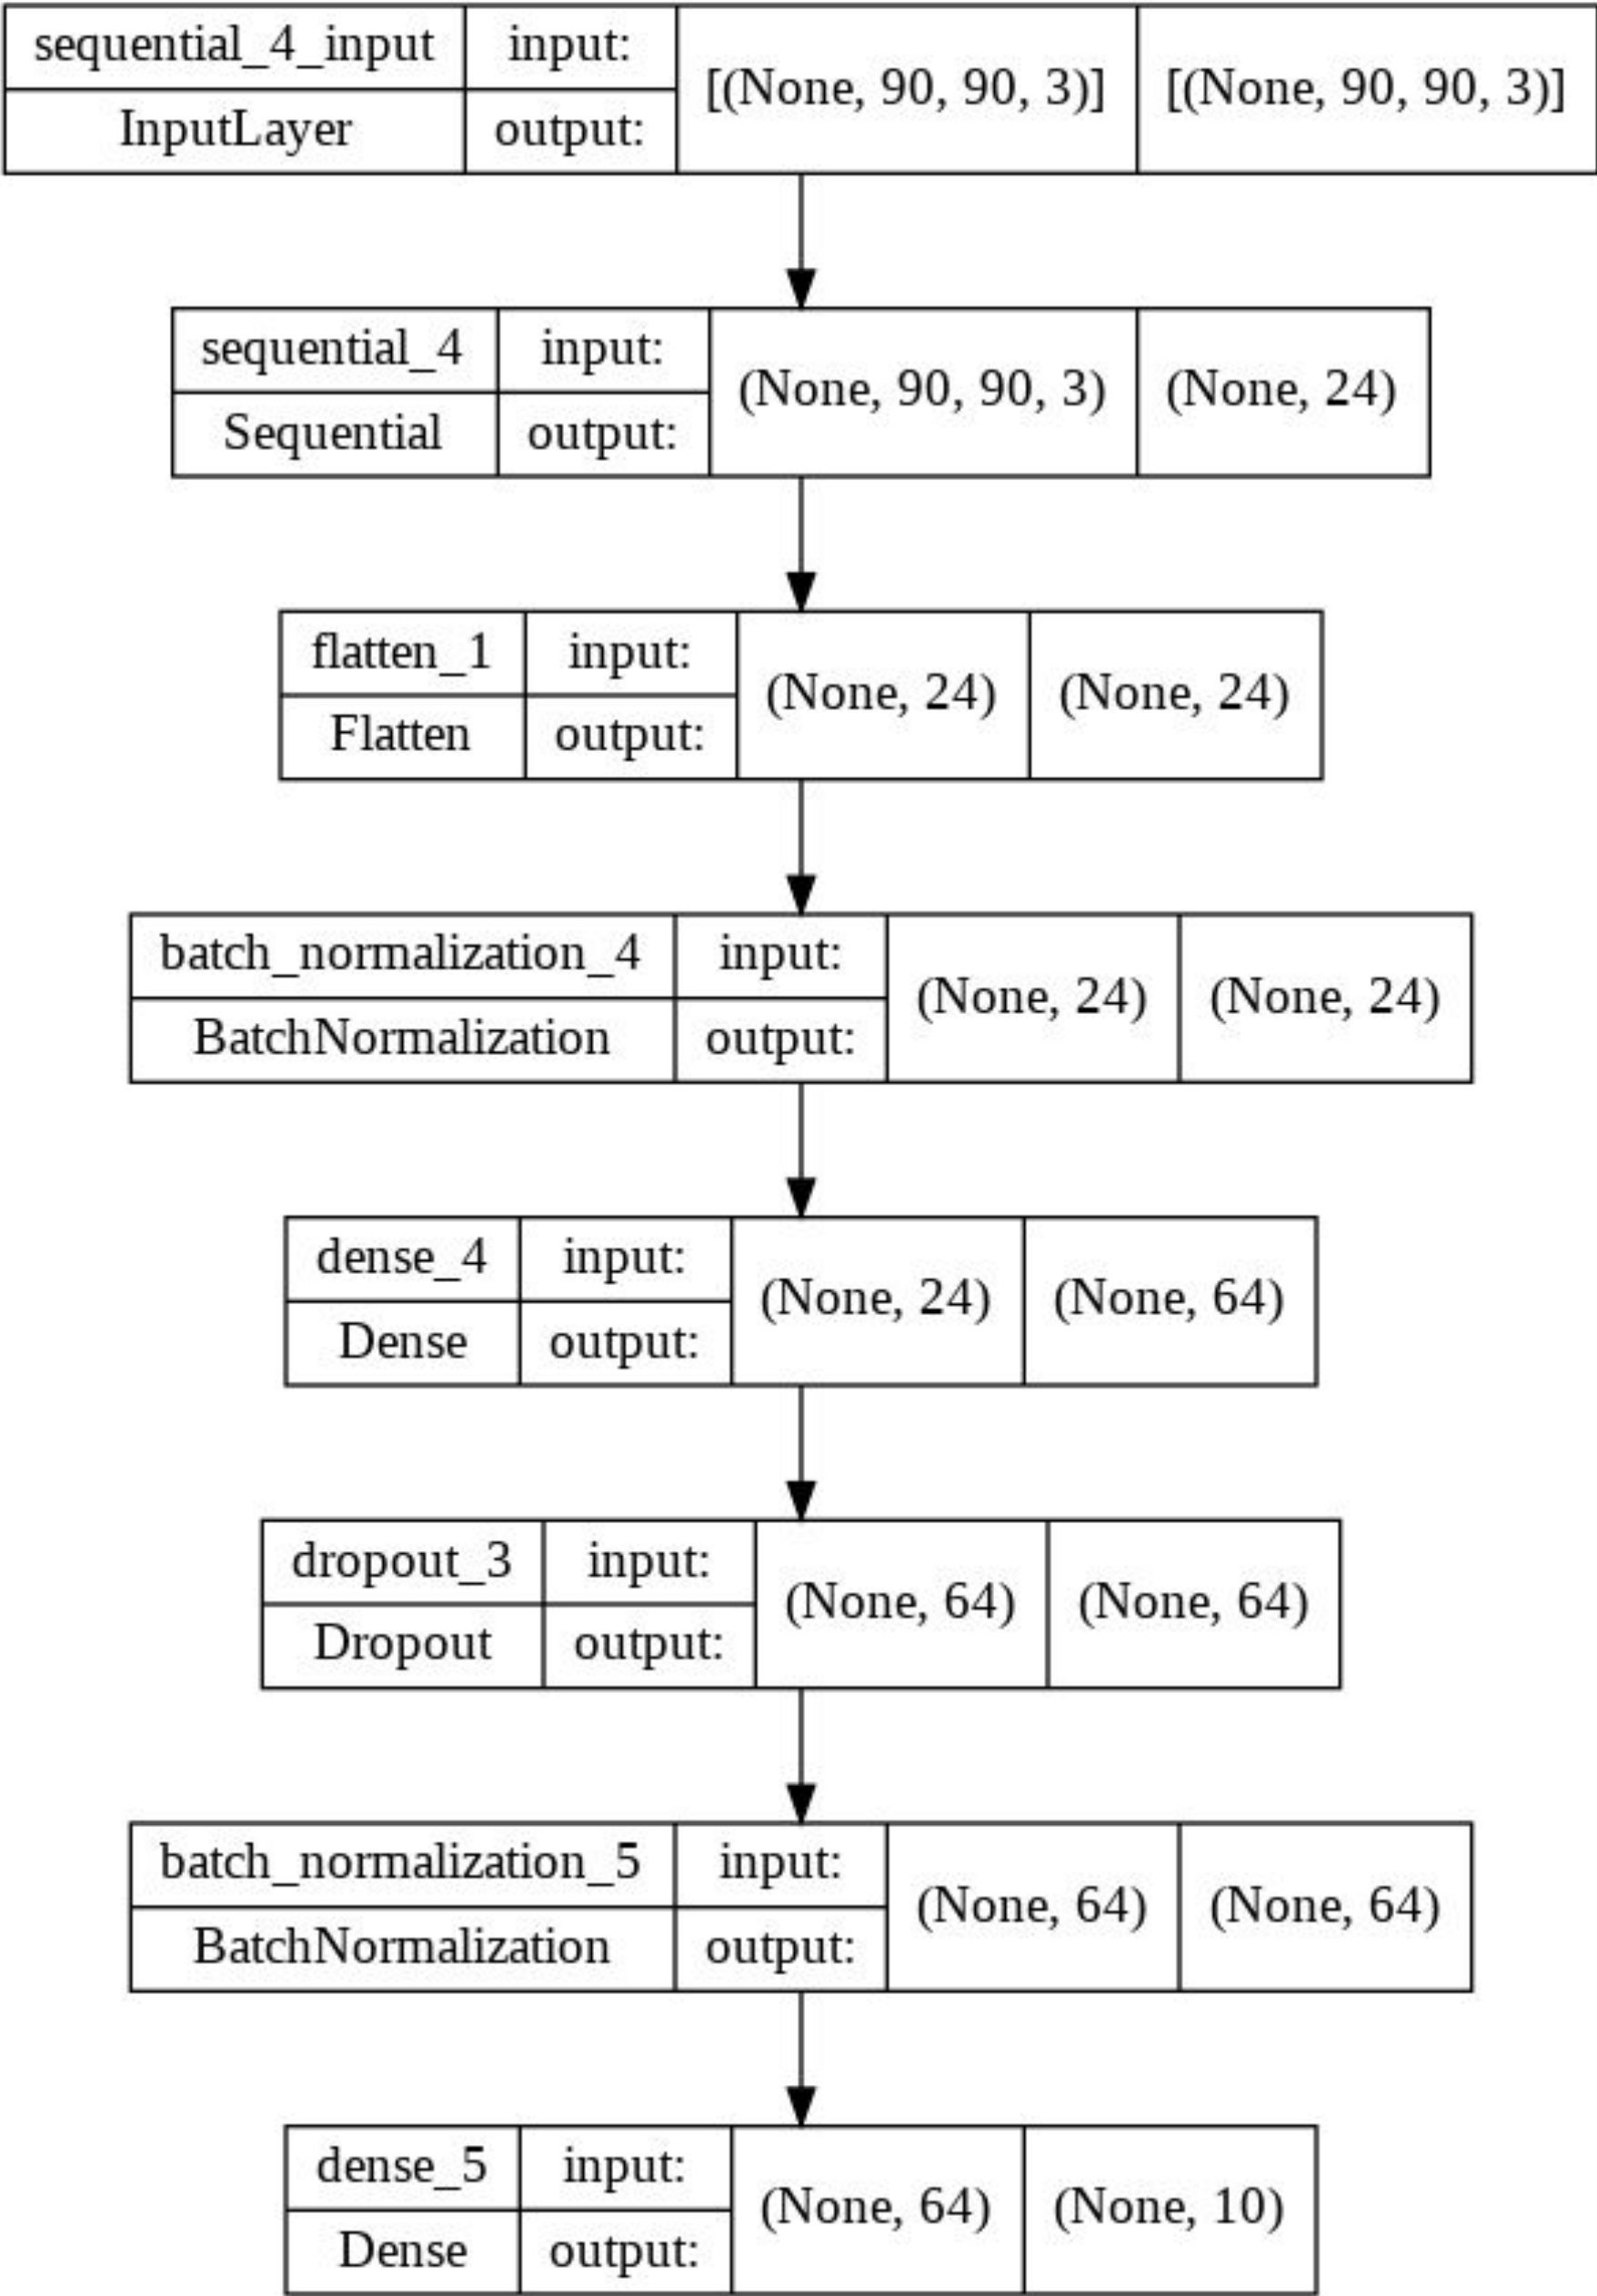 sequential_4_input input: [(None, 90, 90, 3)] [(None, 90, 90, 3)]
InputLayer output:
sequential_4 input: (None, 90, 90, 3) (None, 24)
Sequential output:
flatten_1 input: (None, 24) (None, 24)
Flatten output:
batch_normalization_4 input: (None, 24) (None, 24)
BatchNormalization output:
dense_4 input: (None, 24) (None, 64)
Dense output:
dropout_3 input: (None, 64) (None, 64)
Dropout output:
batch_normalization_5 input: (None, 64) (None, 64)
BatchNormalization output:
dense_5 input: (None, 64) (None, 10)
Dense output: